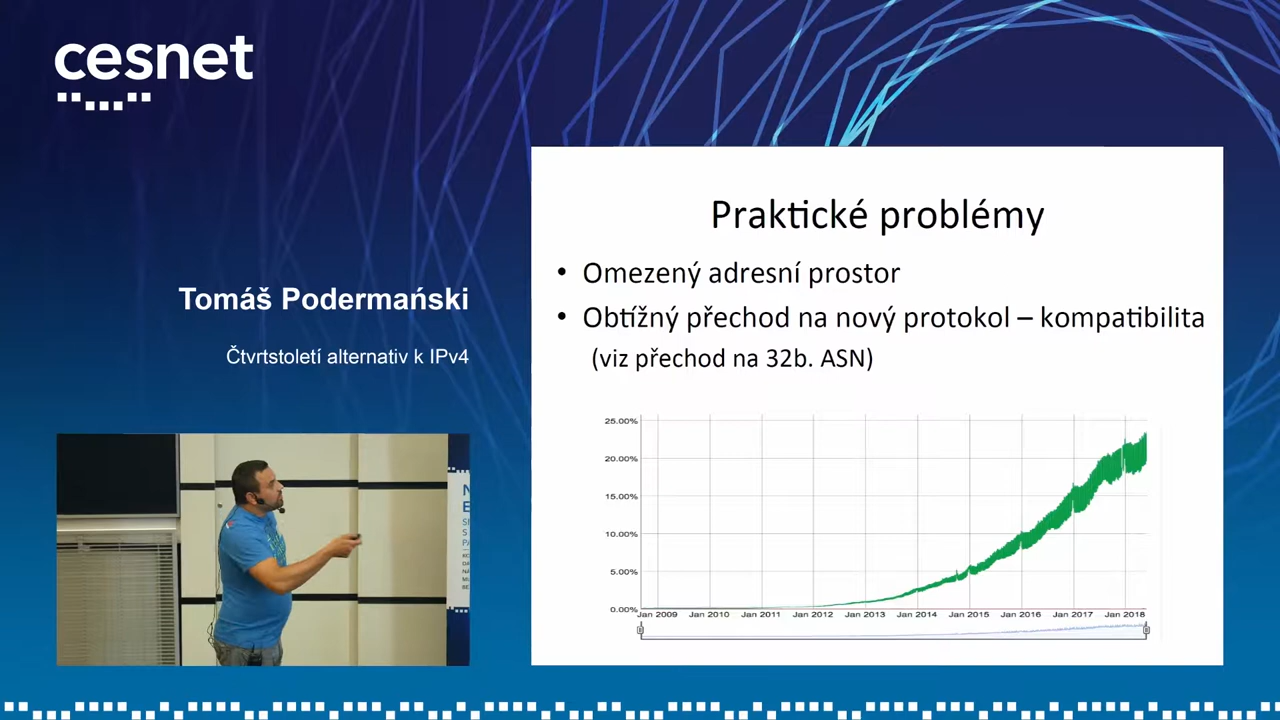 cesnet
Tomáš Podermański
Čtvrtstoletí alternativ k IPv4
Praktické problémy
• Omezený adresní prostor
• Obtížný přechod na nový protokol – kompatibilita
(viz přechod na 32b. ASN)
25.00%
20.00%
15.00%
10.00%
5.00%
0.00%
Jan 2009 Jan 2010 Jan 2011 Jan 2012 Jan 2013 Jan 2014 Jan 2015 Jan 2016 Jan 2017 Jan 2018